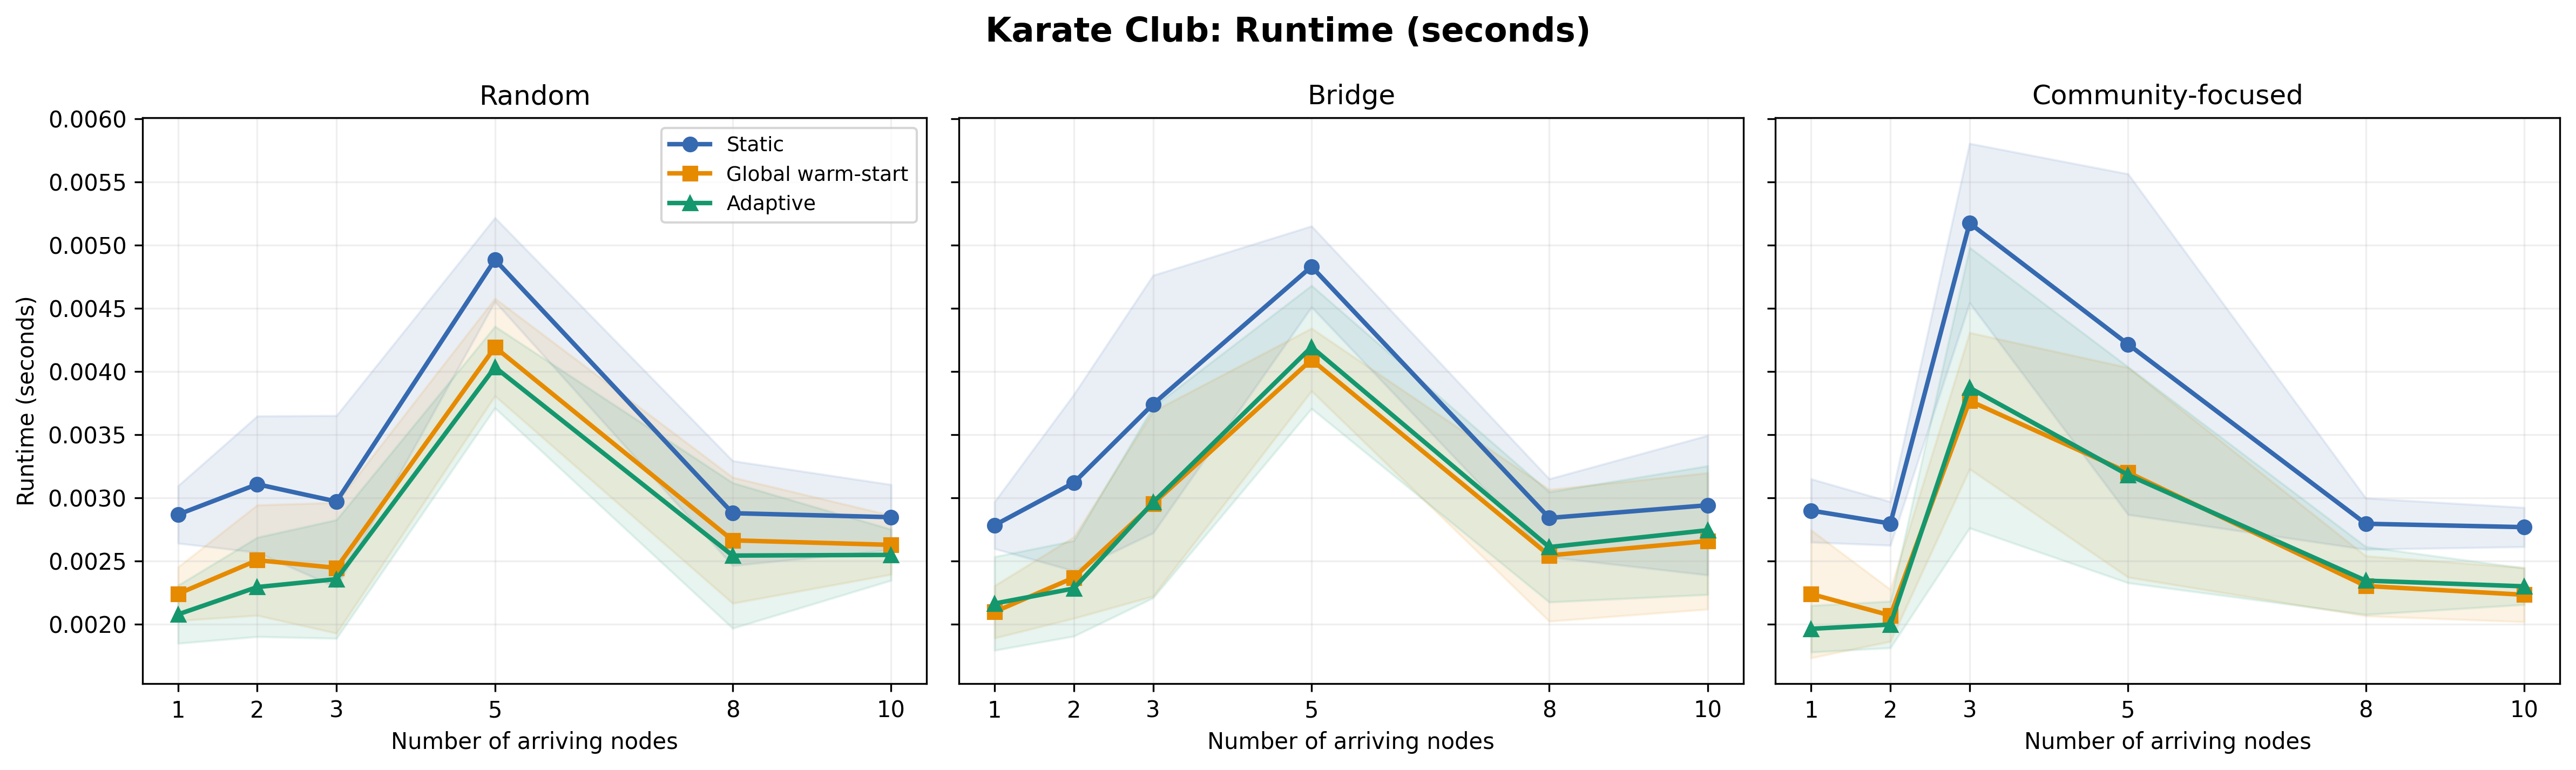 Karate Club: Runtime (seconds)
Random
Bridge
Community-focused
Static
Global warm-start
Adaptive
Runtime (seconds)
0.0060
0.0055
0.0050
0.0045
0.0040
0.0035
0.0030
0.0025
0.0020
1 2 3 5 8 10
1 2 3 5 8 10
1 2 3 5 8 10
Number of arriving nodes
Number of arriving nodes
Number of arriving nodes